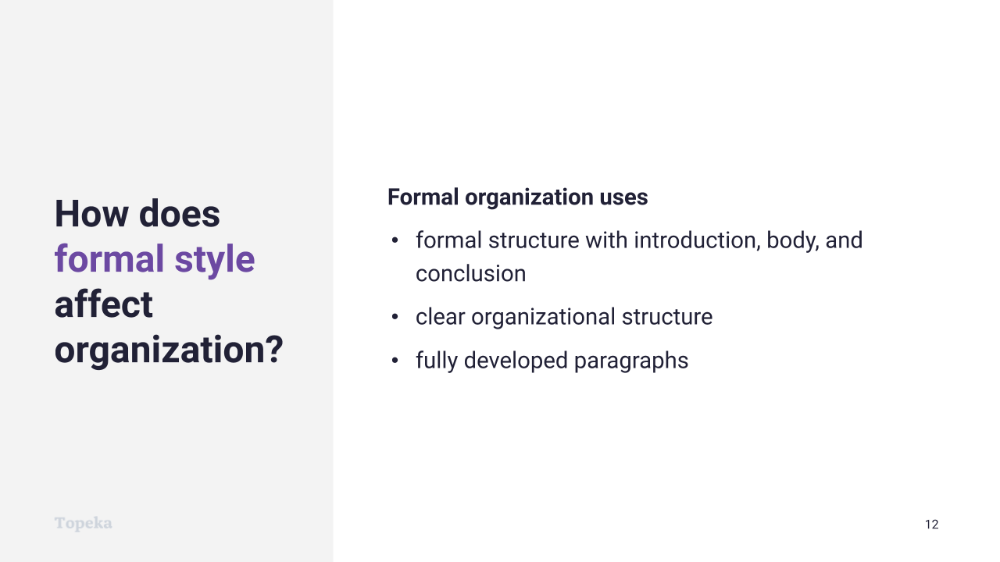 How does
formal style
affect
organization?
Formal organization uses
• formal structure with introduction, body, and
conclusion
• clear organizational structure
• fully developed paragraphs
Topeka
12